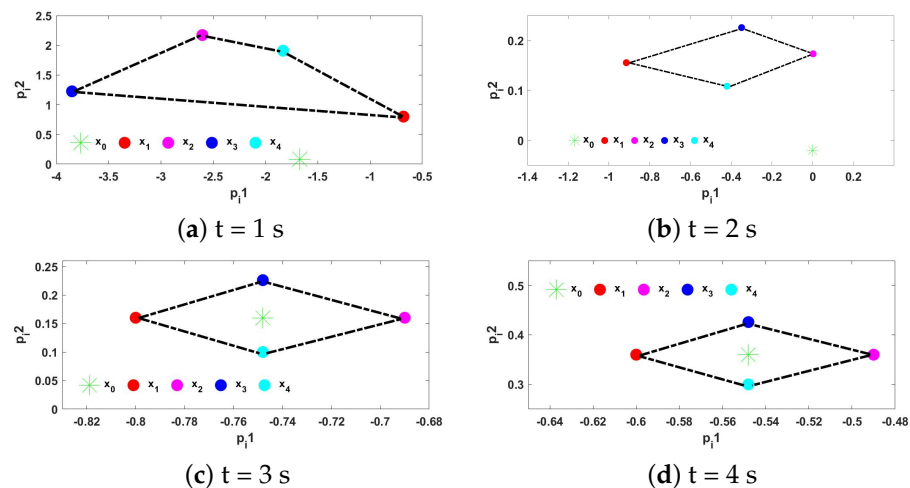 2.5
2
1.5
1
0.5
0
p_i2
x_0 x_1 x_2 x_3 x_4
-4 -3.5 -3 -2.5 -2 -1.5 -1 -0.5
p_i1
(a) t = 1 s
0.2
0.1
0
p_i2
x_0 x_1 x_2 x_3 x_4
-1.4 -1.2 -1 -0.8 -0.6 -0.4 -0.2 0 0.2
p_i1
(b) t = 2 s
0.25
0.2
0.15
0.1
0.05
0
p_i2
x_0 x_1 x_2 x_3 x_4
-0.82 -0.8 -0.78 -0.76 -0.74 -0.72 -0.7 -0.68
p_i1
(c) t = 3 s
0.5
0.4
0.3
p_i2
x_0 x_1 x_2 x_3 x_4
-0.64 -0.62 -0.6 -0.58 -0.56 -0.54 -0.52 -0.5 -0.48
p_i1
(d) t = 4 s